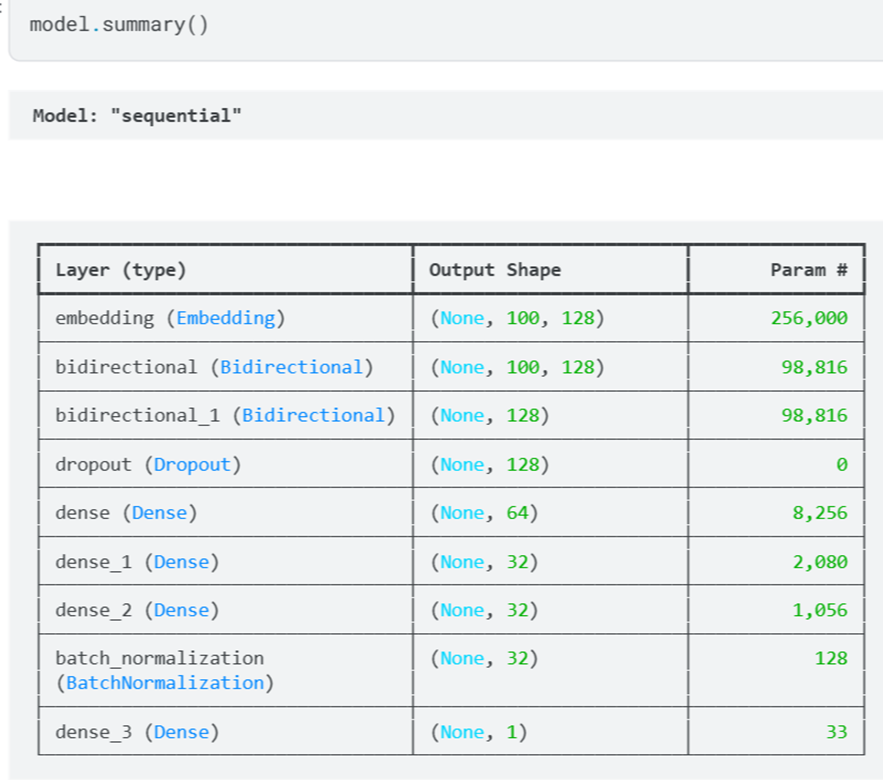 model.summary()
Model: "sequential"
Layer (type) Output Shape Param #
embedding (Embedding) (None, 100, 128) 256,000
bidirectional (Bidirectional) (None, 100, 128) 98,816
bidirectional_1 (Bidirectional) (None, 128) 98,816
dropout (Dropout) (None, 128) 0
dense (Dense) (None, 64) 8,256
dense_1 (Dense) (None, 32) 2,080
dense_2 (Dense) (None, 32) 1,056
batch_normalization (None, 32) 128
(BatchNormalization)
dense_3 (Dense) (None, 1) 33